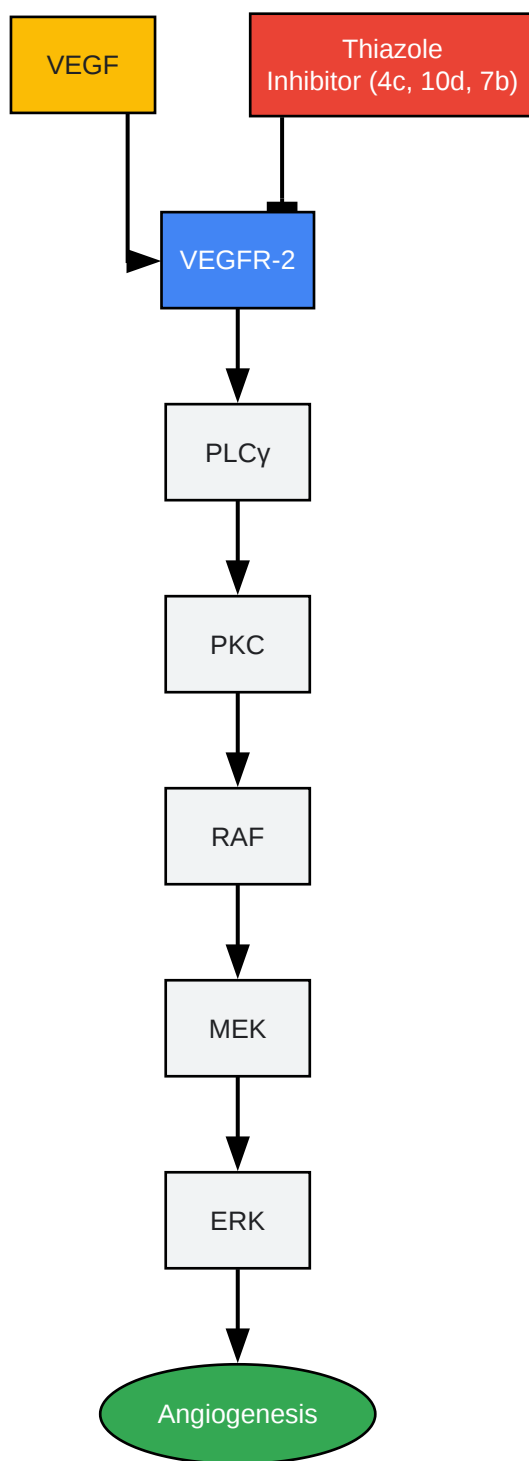 VEGF
Thiazole
Inhibitor (4c, 10d, 7b)
VEGFR-2
PLCγ
PKC
RAF
MEK
ERK
Angiogenesis